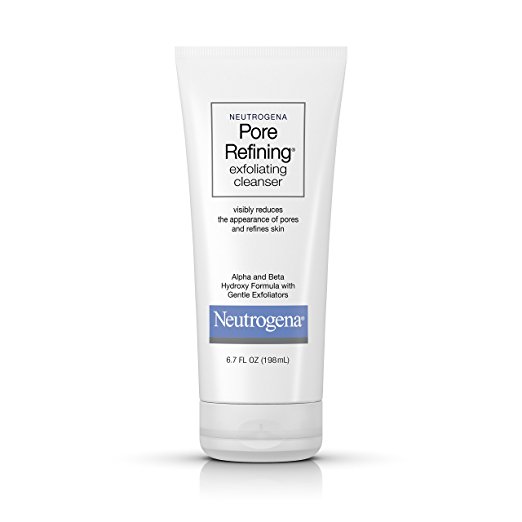 NEUTROGENA
Pore
Refining®
exfoliating
cleanser
visibly reduces
the appearance of pores
and refines skin
Alpha and Beta
Hydroxy Formula with
Gentle Exfoliators
Neutrogena®
6.7 FL OZ (198mL)